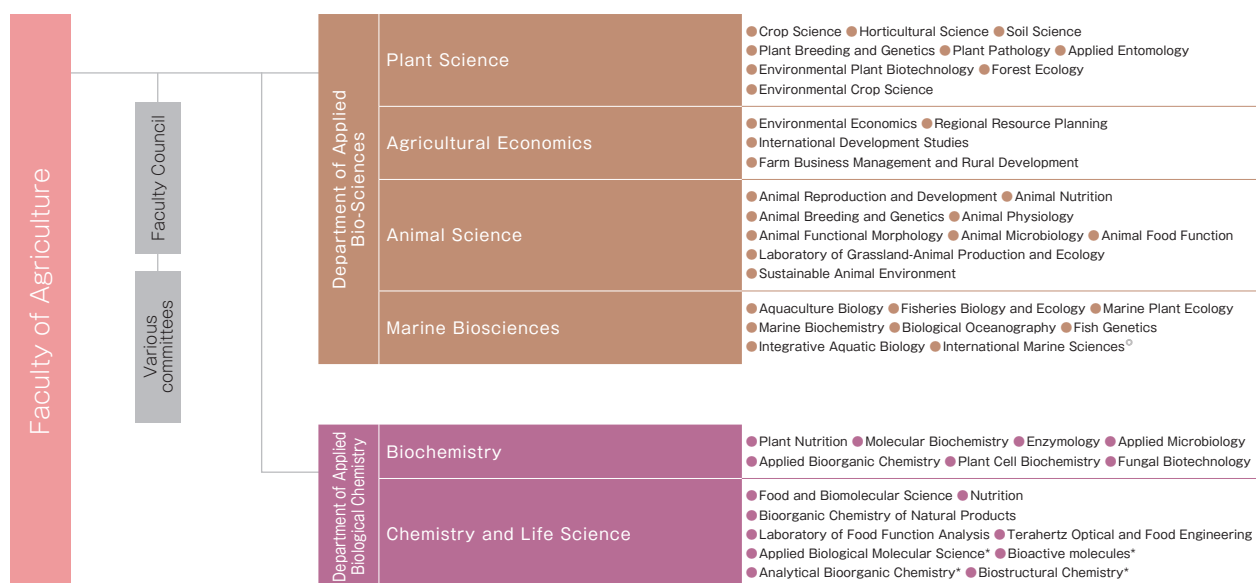 Faculty of Agriculture
Faculty Council
Various
committees
Department of Applied
Bio-Sciences
Plant Science
●Crop Science ●Horticultural Science ●Soil Science
●Plant Breeding and Genetics ●Plant Pathology ●Applied Entomology
●Environmental Plant Biotechnology ●Forest Ecology
●Environmental Crop Science
Agricultural Economics
●Environmental Economics ●Regional Resource Planning
●International Development Studies
●Farm Business Management and Rural Development
Animal Science
●Animal Reproduction and Development ●Animal Nutrition
●Animal Breeding and Genetics ●Animal Physiology
●Animal Functional Morphology ●Animal Microbiology ●Animal Food Function
●Laboratory of Grassland-Animal Production and Ecology
●Sustainable Animal Environment
Marine Biosciences
●Aquaculture Biology ●Fisheries Biology and Ecology ●Marine Plant Ecology
●Marine Biochemistry ●Biological Oceanography ●Fish Genetics
●Integrative Aquatic Biology ●International Marine Sciences○
Department of Applied
Biological Chemistry
Biochemistry
●Plant Nutrition ●Molecular Biochemistry ●Enzymology ●Applied Microbiology
●Applied Bioorganic Chemistry ●Plant Cell Biochemistry ●Fungal Biotechnology
Chemistry and Life Science
●Food and Biomolecular Science ●Nutrition
●Bioorganic Chemistry of Natural Products
●Laboratory of Food Function Analysis ●Terahertz Optical and Food Engineering
●Applied Biological Molecular Science* ●Bioactive molecules*
●Analytical Bioorganic Chemistry* ●Biostructural Chemistry*